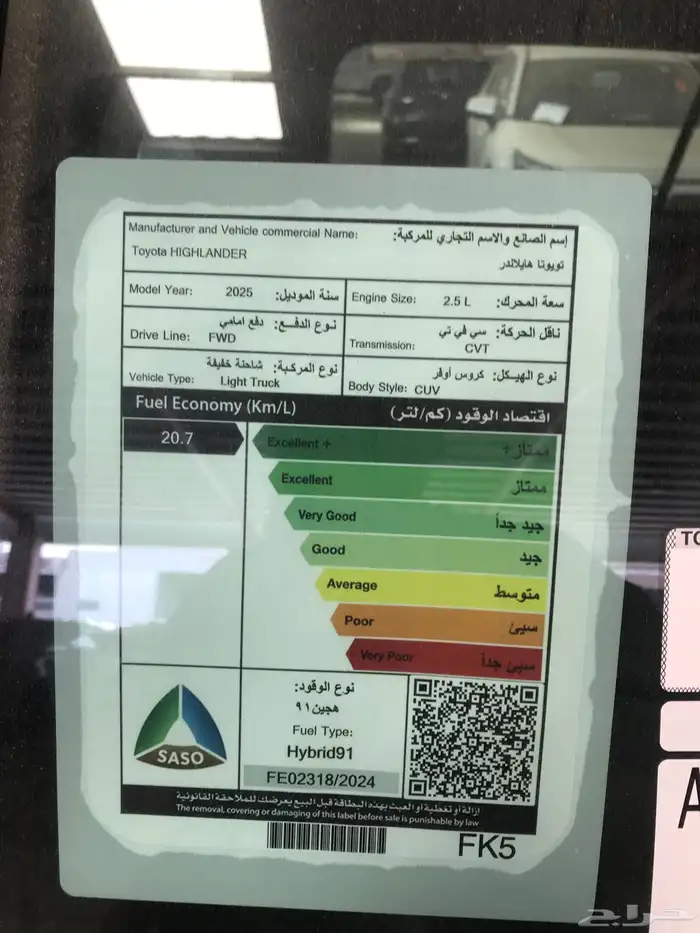 Manufacturer and Vehicle commercial Name: إسم الصانع والاسم التجاري للمركبة:
Toyota HIGHLANDER تويوتا هايلاندر
Model Year: 2025 سنة الموديل: Engine Size: 2.5 L سعة المحرك:
نوع الدفـع: دفع امامي ناقل الحركة: سي في تي
Drive Line: FWD Transmission: CVT
نوع المركبة: شاحنة خفيفة نوع الهيكل: كروس أوفر
Vehicle Type: Light Truck Body Style: CUV
Fuel Economy (Km/L) اقتصاد الوقود (كم/لتر)
20.7 Excellent + ممتاز+
Excellent ممتاز
Very Good جيد جداً
Good جيد
Average متوسط
Poor سيئ
Very Poor سيئ جداً
نوع الوقود:
هجين٩١
Fuel Type:
Hybrid91
SASO
FE02318/2024
إزالة أو تغطية أو العبث بهذه البطاقة قبل البيع يعرضك للملاحقة القانونية
The removal, covering or damaging of this label before sale is punishable by law
FK5
TO
A
حراج